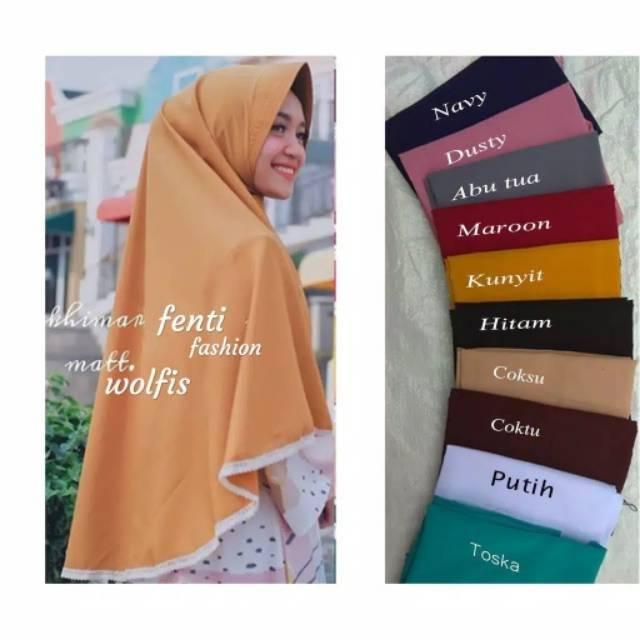 khimar fenti
fashion
matt.
wolfis
Navy
Dusty
Abu tua
Maroon
Kunyit
Hitam
Coksu
Coktu
Putih
Toska